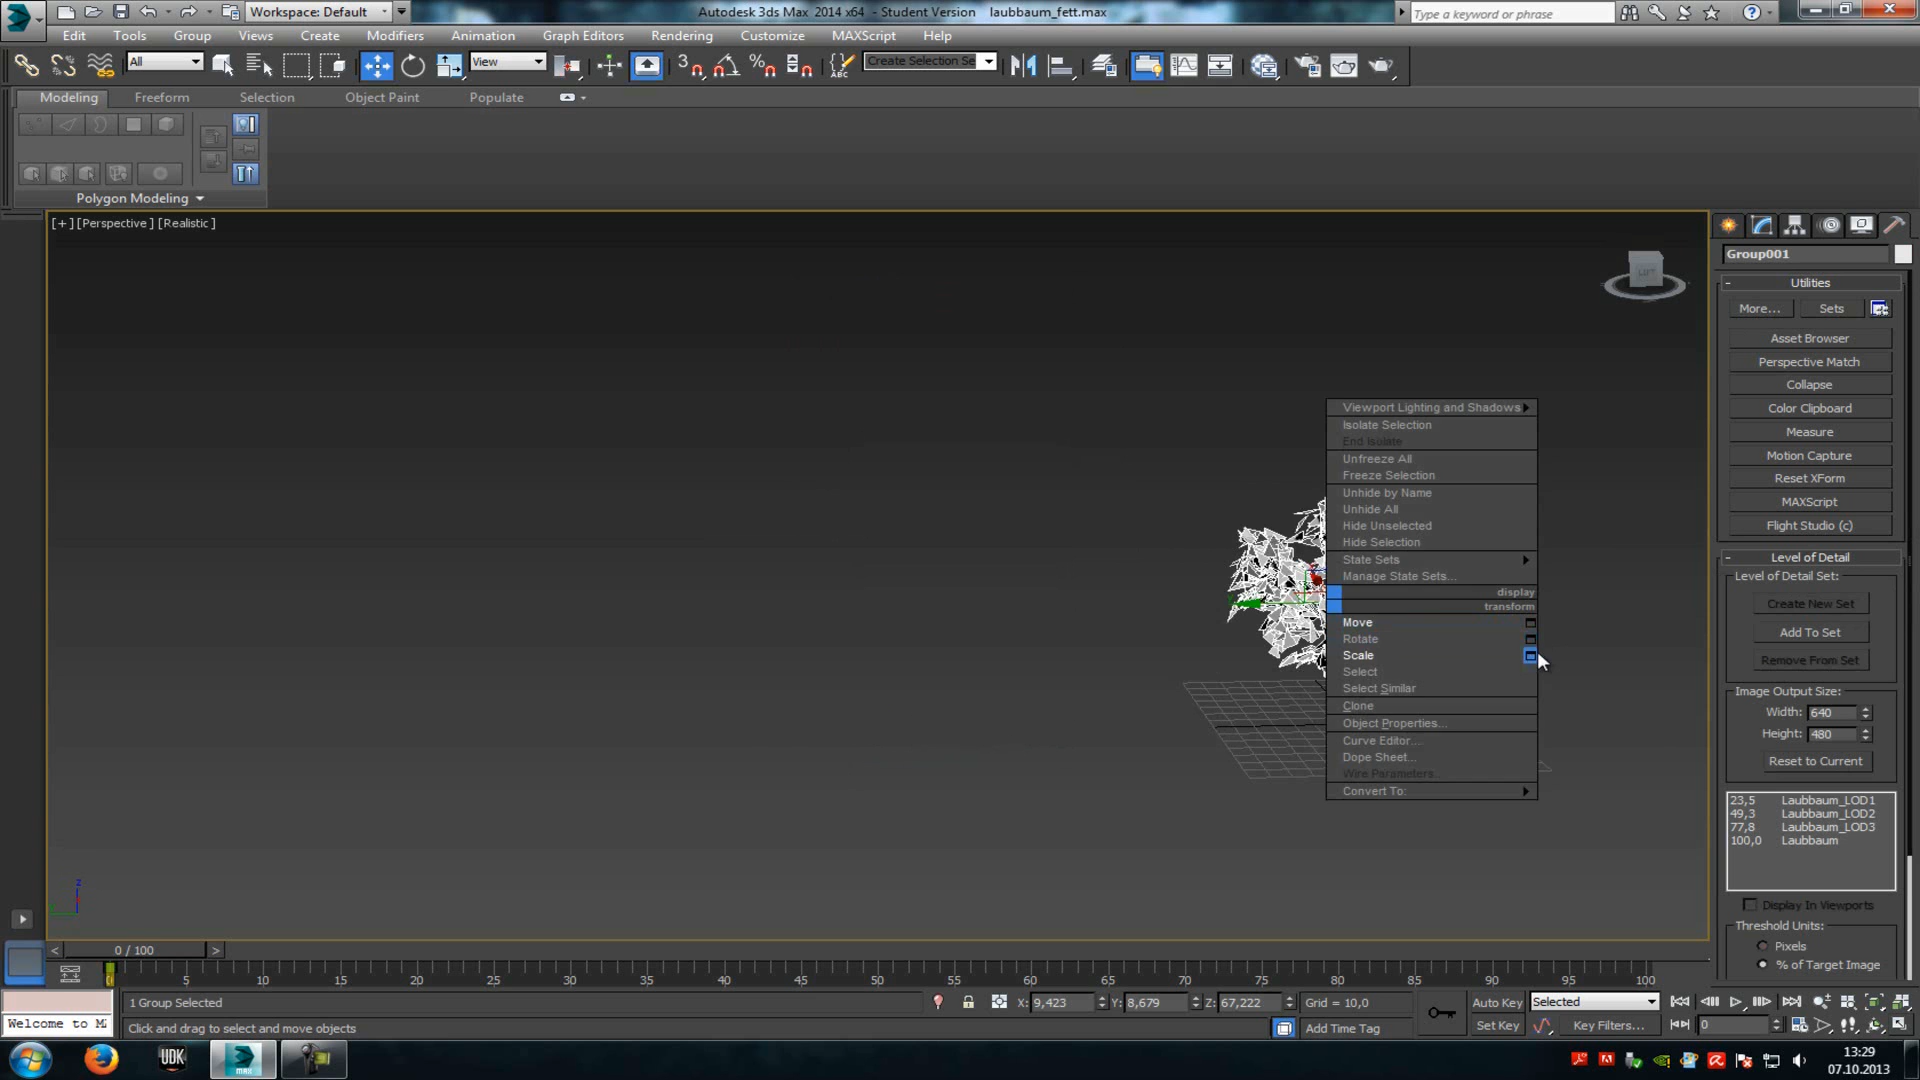 Workspace: Default
Autodesk 3ds Max 2014 x64 - Student Version laubbaum_fett.max
Type a keyword or phrase
Edit Tools Group Views Create Modifiers Animation Graph Editors Rendering Customize MAXScript Help
All
View
3
ABC
Create Selection Se
Modeling Freeform Selection Object Paint Populate
Polygon Modeling
[+] [Perspective] [Realistic]
Group001
Utilities
More... Sets
Asset Browser
Perspective Match
Collapse
Color Clipboard
Measure
Motion Capture
Reset XForm
MAXScript
Flight Studio (c)
Level of Detail
Level of Detail Set:
Create New Set
Add To Set
Remove From Set
Image Output Size:
Width: 640
Height: 480
Reset to Current
23,5 Laubbaum_LOD1
49,3 Laubbaum_LOD2
77,8 Laubbaum_LOD3
100,0 Laubbaum
Display In Viewports
Threshold Units:
Pixels
% of Target Image
Viewport Lighting and Shadows
Isolate Selection
End Isolate
Unfreeze All
Freeze Selection
Unhide by Name
Unhide All
Hide Unselected
Hide Selection
State Sets
Manage State Sets...
display
transform
Move
Rotate
Scale
Select
Select Similar
Clone
Object Properties...
Curve Editor...
Dope Sheet...
Wire Parameters...
Convert To:
z
< 0 / 100 >
0 5 10 15 20 25 30 35 40 45 50 55 60 65 70 75 80 85 90 95 100
1 Group Selected
X: 9,423 Y: 8,679 Z: 67,222 Grid = 10,0
Auto Key Selected
Welcome to M
Click and drag to select and move objects
Add Time Tag
Set Key Key Filters... 0
UDK
MAX
13:29
07.10.2013